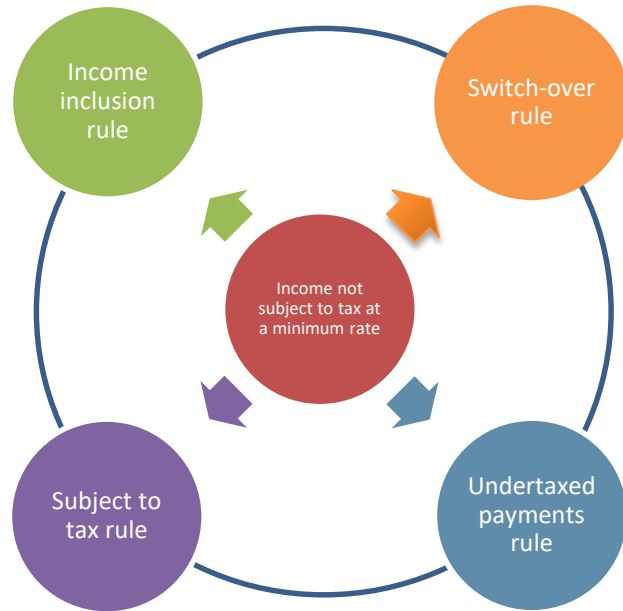 Income
inclusion
rule
Switch-over
rule
Income not
subject to tax at
a minimum rate
Subject to
tax rule
Undertaxed
payments
rule